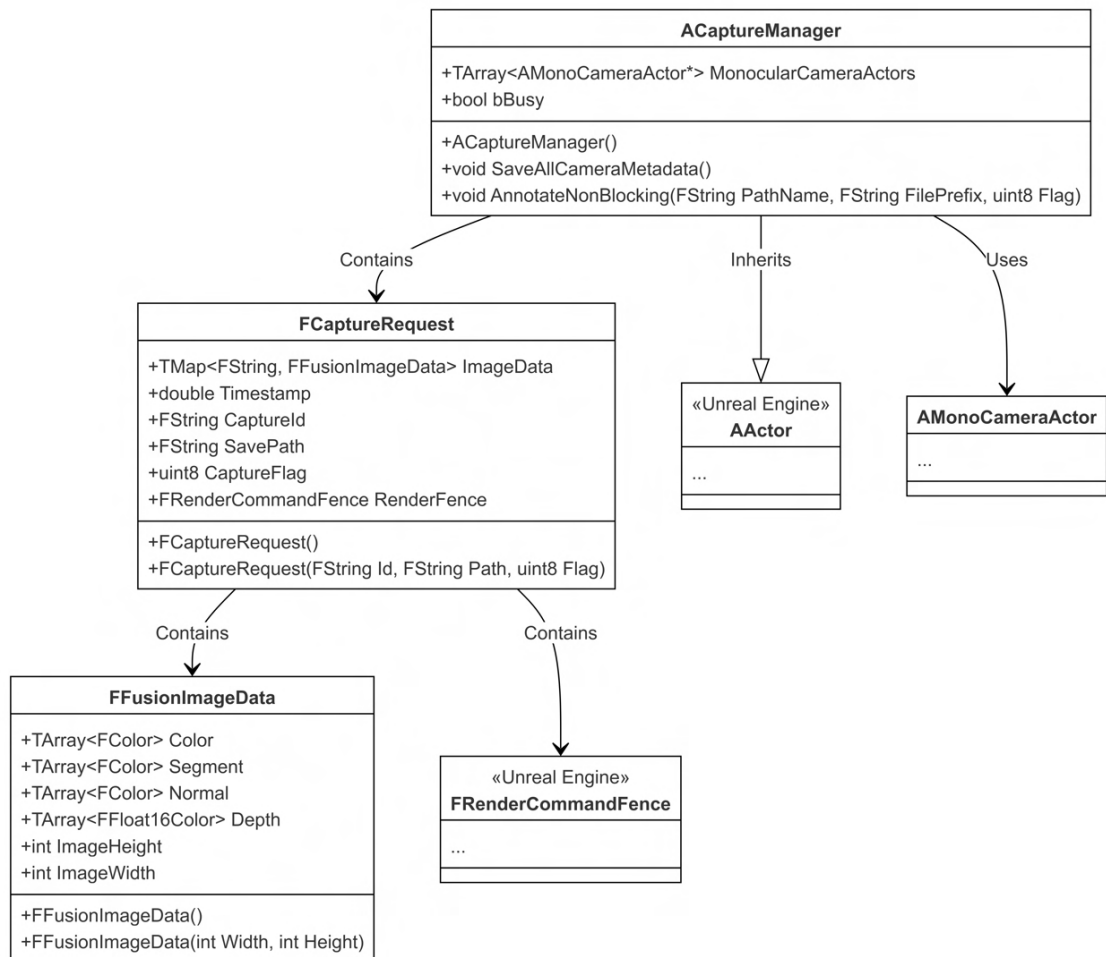 ACaptureManager
+TArray<AMonoCameraActor*> MonocularCameraActors
+bool bBusy
+ACaptureManager()
+void SaveAllCameraMetadata()
+void AnnotateNonBlocking(FString PathName, FString FilePrefix, uint8 Flag)
Contains
Inherits
Uses
FCaptureRequest
+TMap<FString, FFusionImageData> ImageData
+double Timestamp
+FString CaptureId
+FString SavePath
+uint8 CaptureFlag
+FRenderCommandFence RenderFence
+FCaptureRequest()
+FCaptureRequest(FString Id, FString Path, uint8 Flag)
«Unreal Engine»
AActor
...
AMonoCameraActor
...
Contains
Contains
FFusionImageData
+TArray<FColor> Color
+TArray<FColor> Segment
+TArray<FColor> Normal
+TArray<FFloat16Color> Depth
+int ImageHeight
+int ImageWidth
+FFusionImageData()
+FFusionImageData(int Width, int Height)
«Unreal Engine»
FRenderCommandFence
...